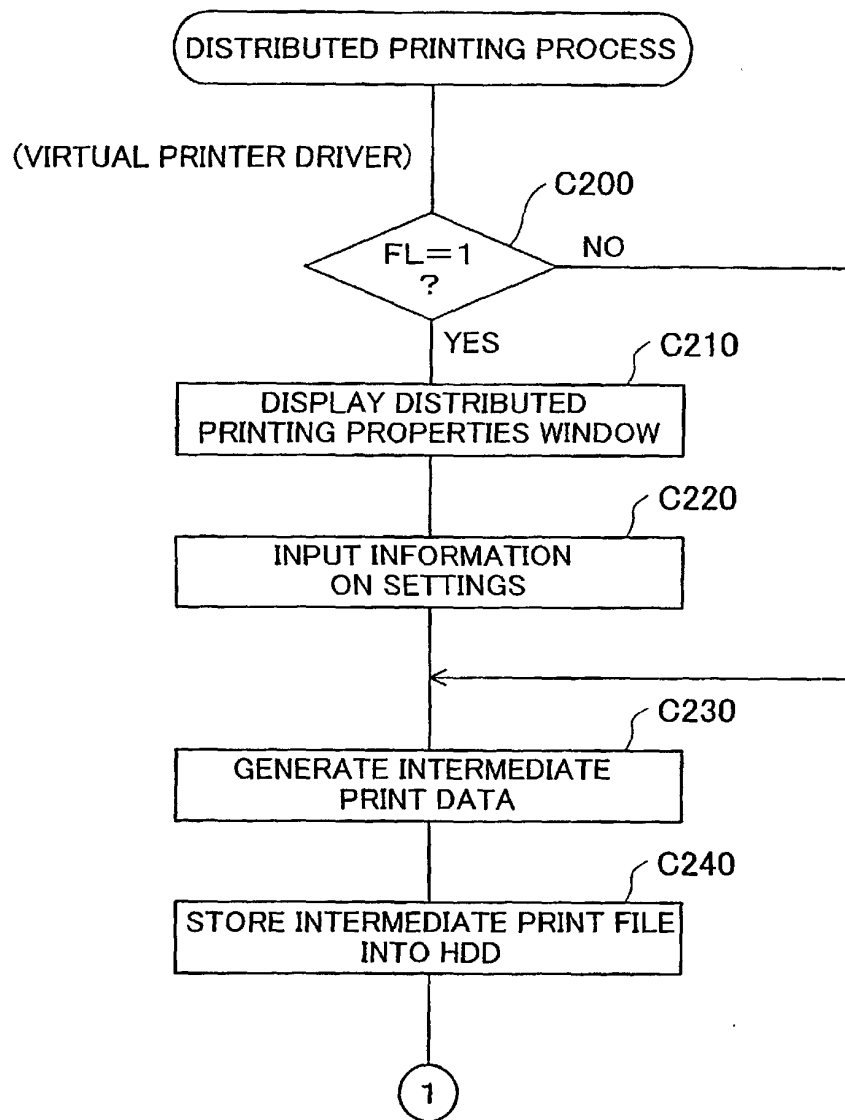 DISTRIBUTED PRINTING PROCESS
(VIRTUAL PRINTER DRIVER)
C200
FL=1
?
NO
YES
C210
DISPLAY DISTRIBUTED
PRINTING PROPERTIES WINDOW
C220
INPUT INFORMATION
ON SETTINGS
C230
GENERATE INTERMEDIATE
PRINT DATA
C240
STORE INTERMEDIATE PRINT FILE
INTO HDD
1